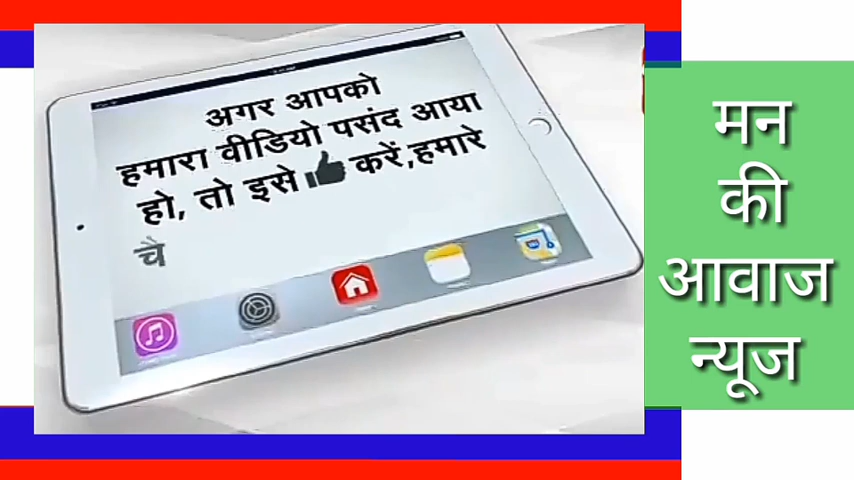 अगर आपको
हमारा वीडियो पसंद आया
हो, तो इसे 👍 करें,हमारे
चै
मन
की
आवाज
न्यूज